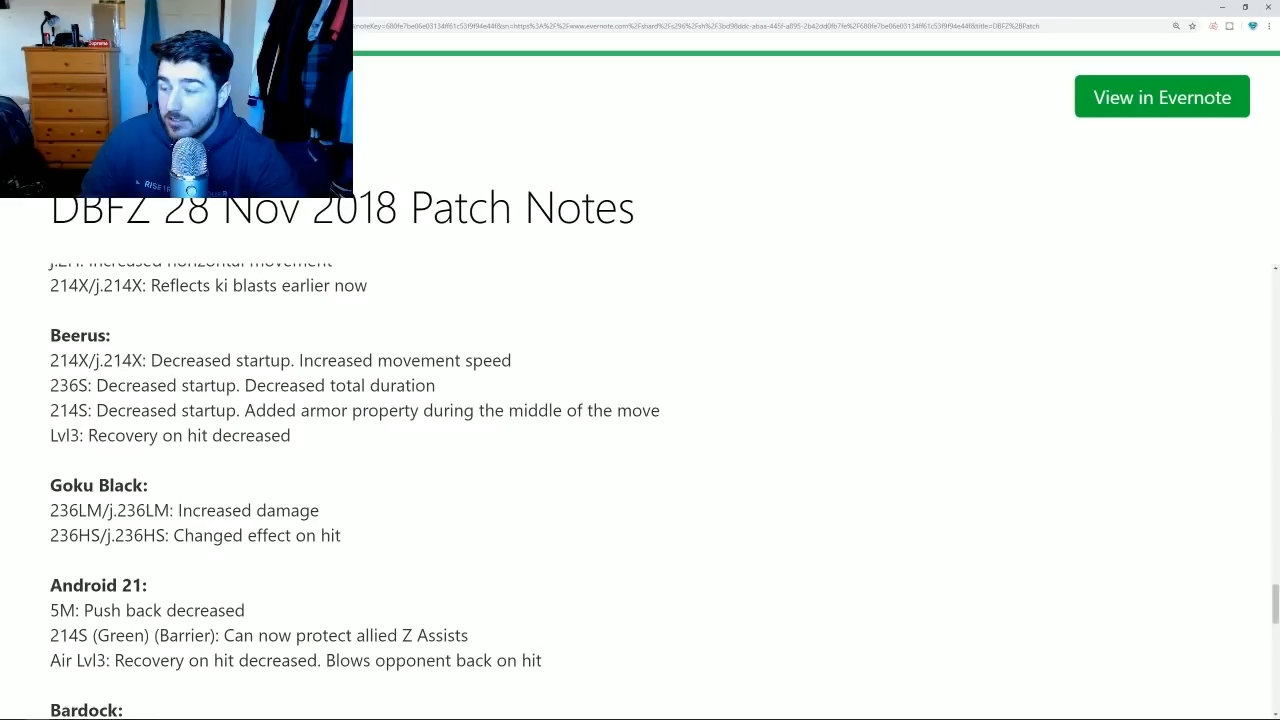 View in Evernote
DBFZ 28 Nov 2018 Patch Notes
j.2H: Increased horizontal movement
214X/j.214X: Reflects ki blasts earlier now
Beerus:
214X/j.214X: Decreased startup. Increased movement speed
236S: Decreased startup. Decreased total duration
214S: Decreased startup. Added armor property during the middle of the move
Lvl3: Recovery on hit decreased
Goku Black:
236LM/j.236LM: Increased damage
236HS/j.236HS: Changed effect on hit
Android 21:
5M: Push back decreased
214S (Green) (Barrier): Can now protect allied Z Assists
Air Lvl3: Recovery on hit decreased. Blows opponent back on hit
Bardock: